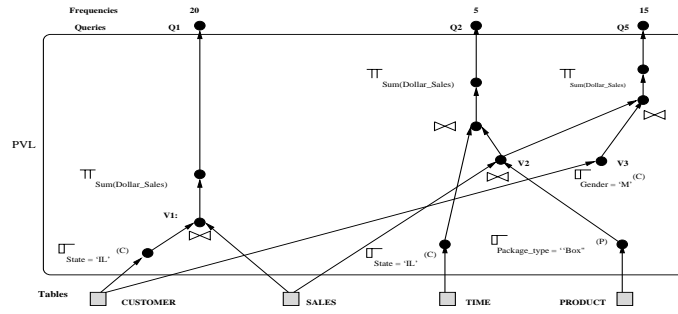 Frequencies 20 5 15
Queries Q1 Q2 Q5
π Sum(Dollar_Sales) π Sum(Dollar_Sales)
PVL
V2 V3
σ Gender = 'M' (C)
π Sum(Dollar_Sales)
V1:
σ State = 'IL' (C) σ State = 'IL' (C) σ Package_type = ''Box" (P)
Tables CUSTOMER SALES TIME PRODUCT